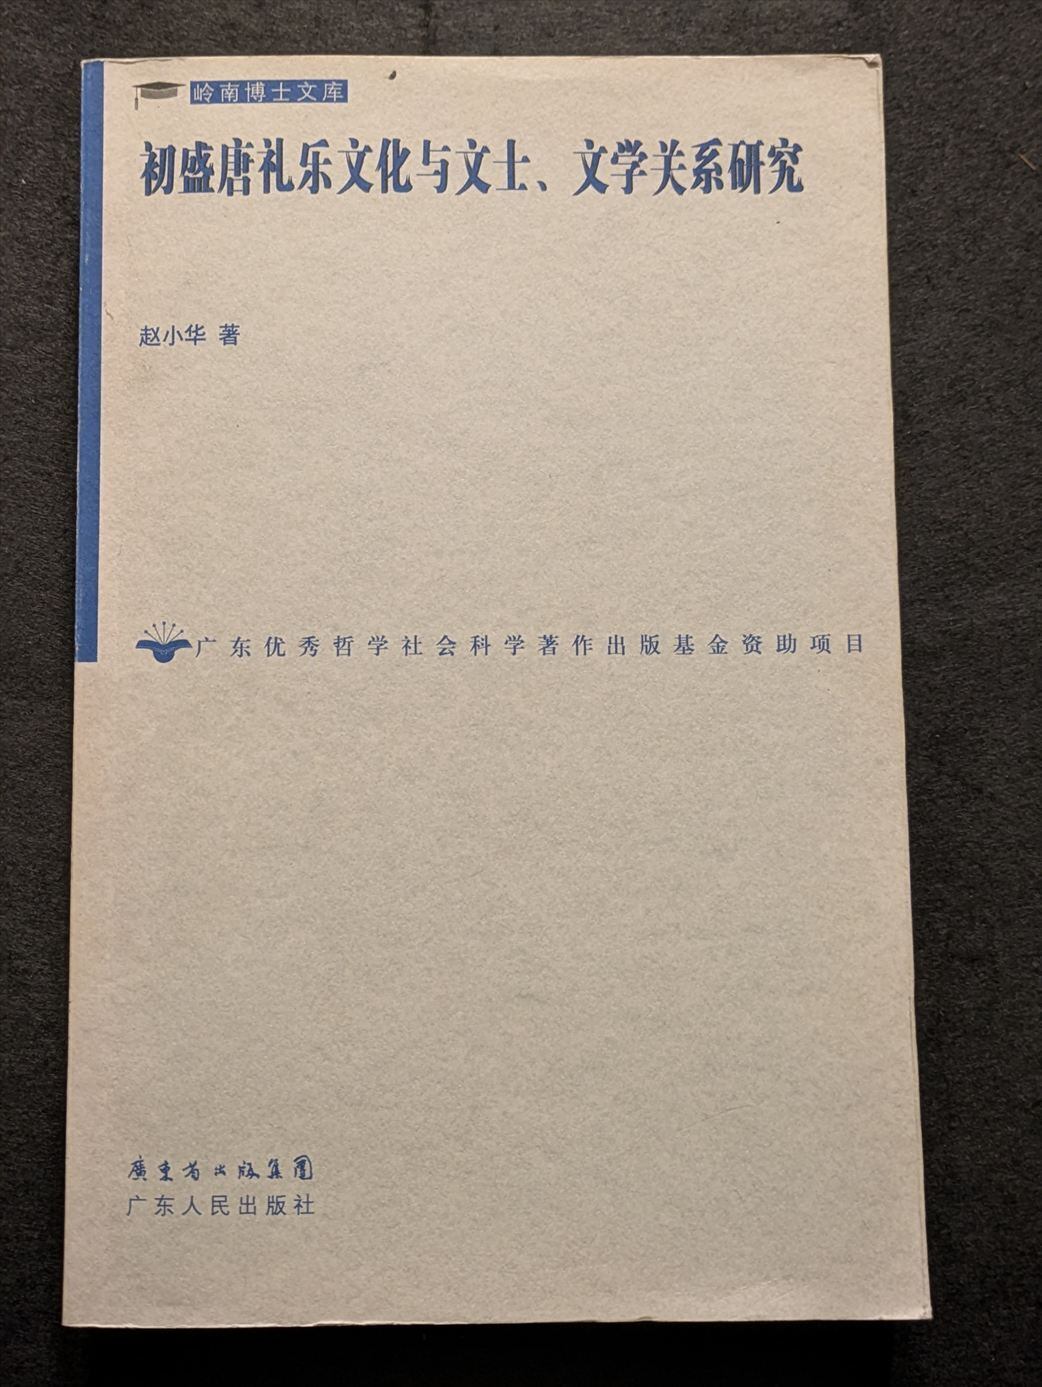 岭南博士文库
初盛唐礼乐文化与文士、文学关系研究
赵小华 著
广东优秀哲学社会科学著作出版基金资助项目
廣東省出版集團
广东人民出版社